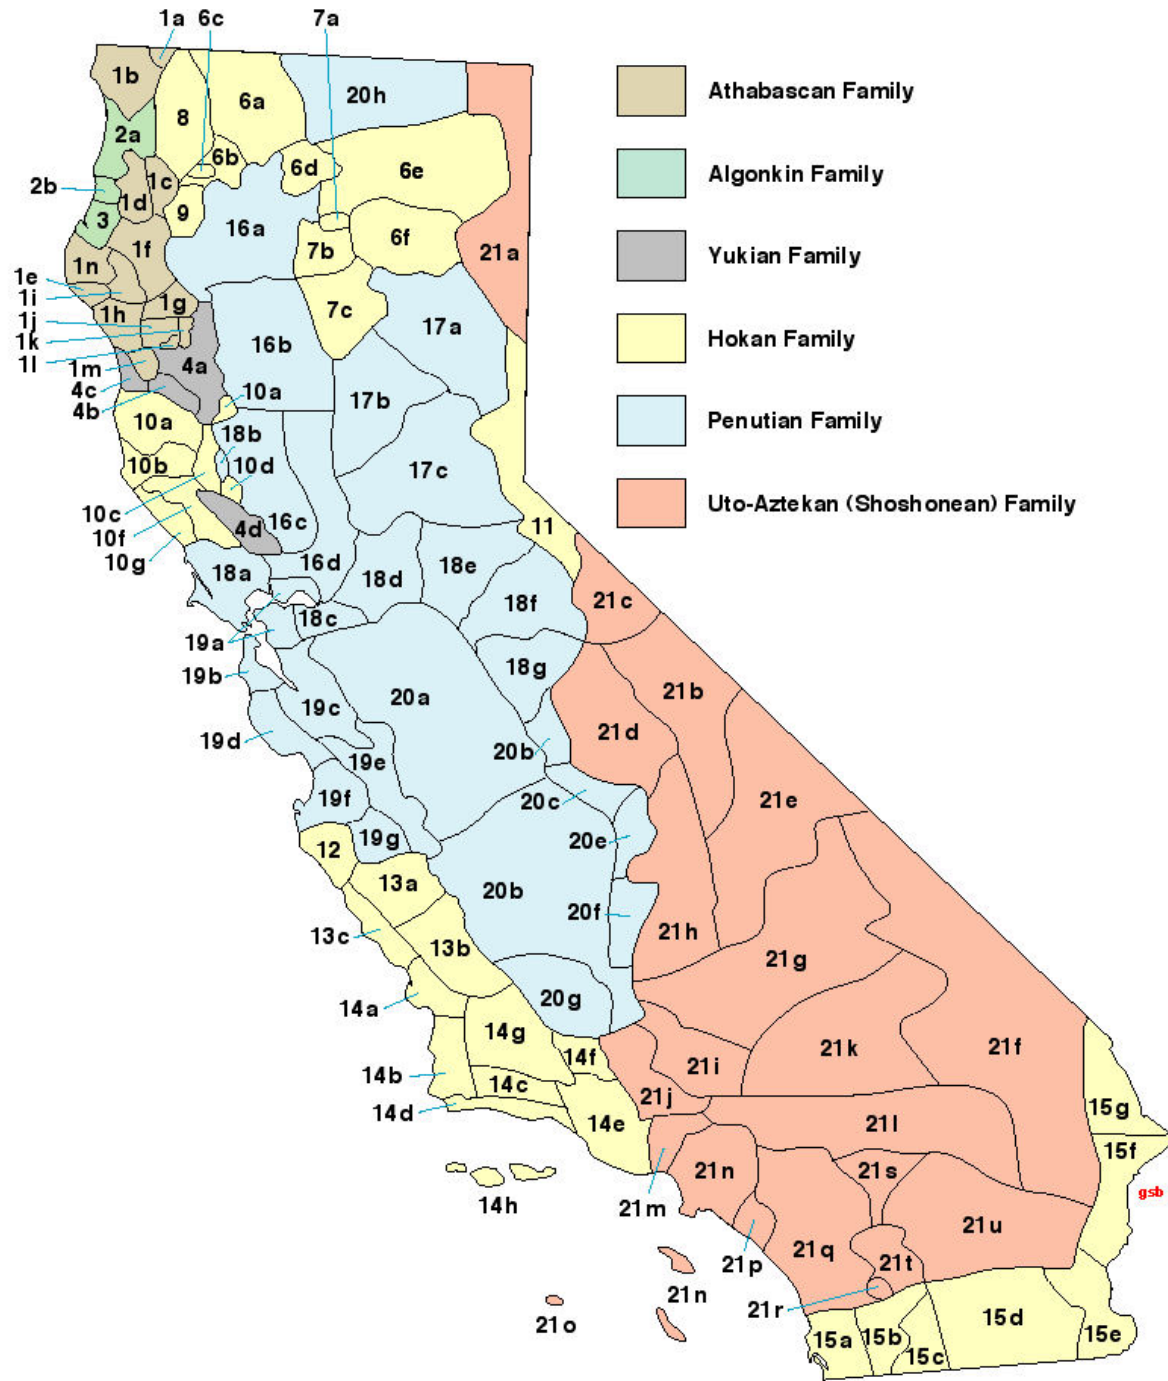 1a 6c 7a
1b 6a 20h Athabascan Family
8
2a 6b 6d 6e Algonkin Family
2b 1d 1c
3 9 16a 6f
1f 7b 21a
1n Yukian Family
1e
1i 1g 7c
1h 17a
1j 16b Hokan Family
1k
1l 4a
1m
4c 10a 17b
4b
10a 18b Penutian Family
10b 10d 17c
10c 16c Uto-Aztekan (Shoshonean) Family
10f 4d 11
10g
18a 16d 18d 18e
18c 18f 21c
19a
19b 18g
19c 20a 21b
19d 20b 21d
19e
19f 20c 21e
12 19g 20e
13a 20b
13c 13b 20f 21h
21g
14a 20g
14g 21k 21f
14f 21i
14b 14c
14d 21j 15g
14e 21l
15f
21n 21s
14h gsb
21m 21u
21q
21p 21t
21n
21r
21o
15a 15b 15d 15e
15c